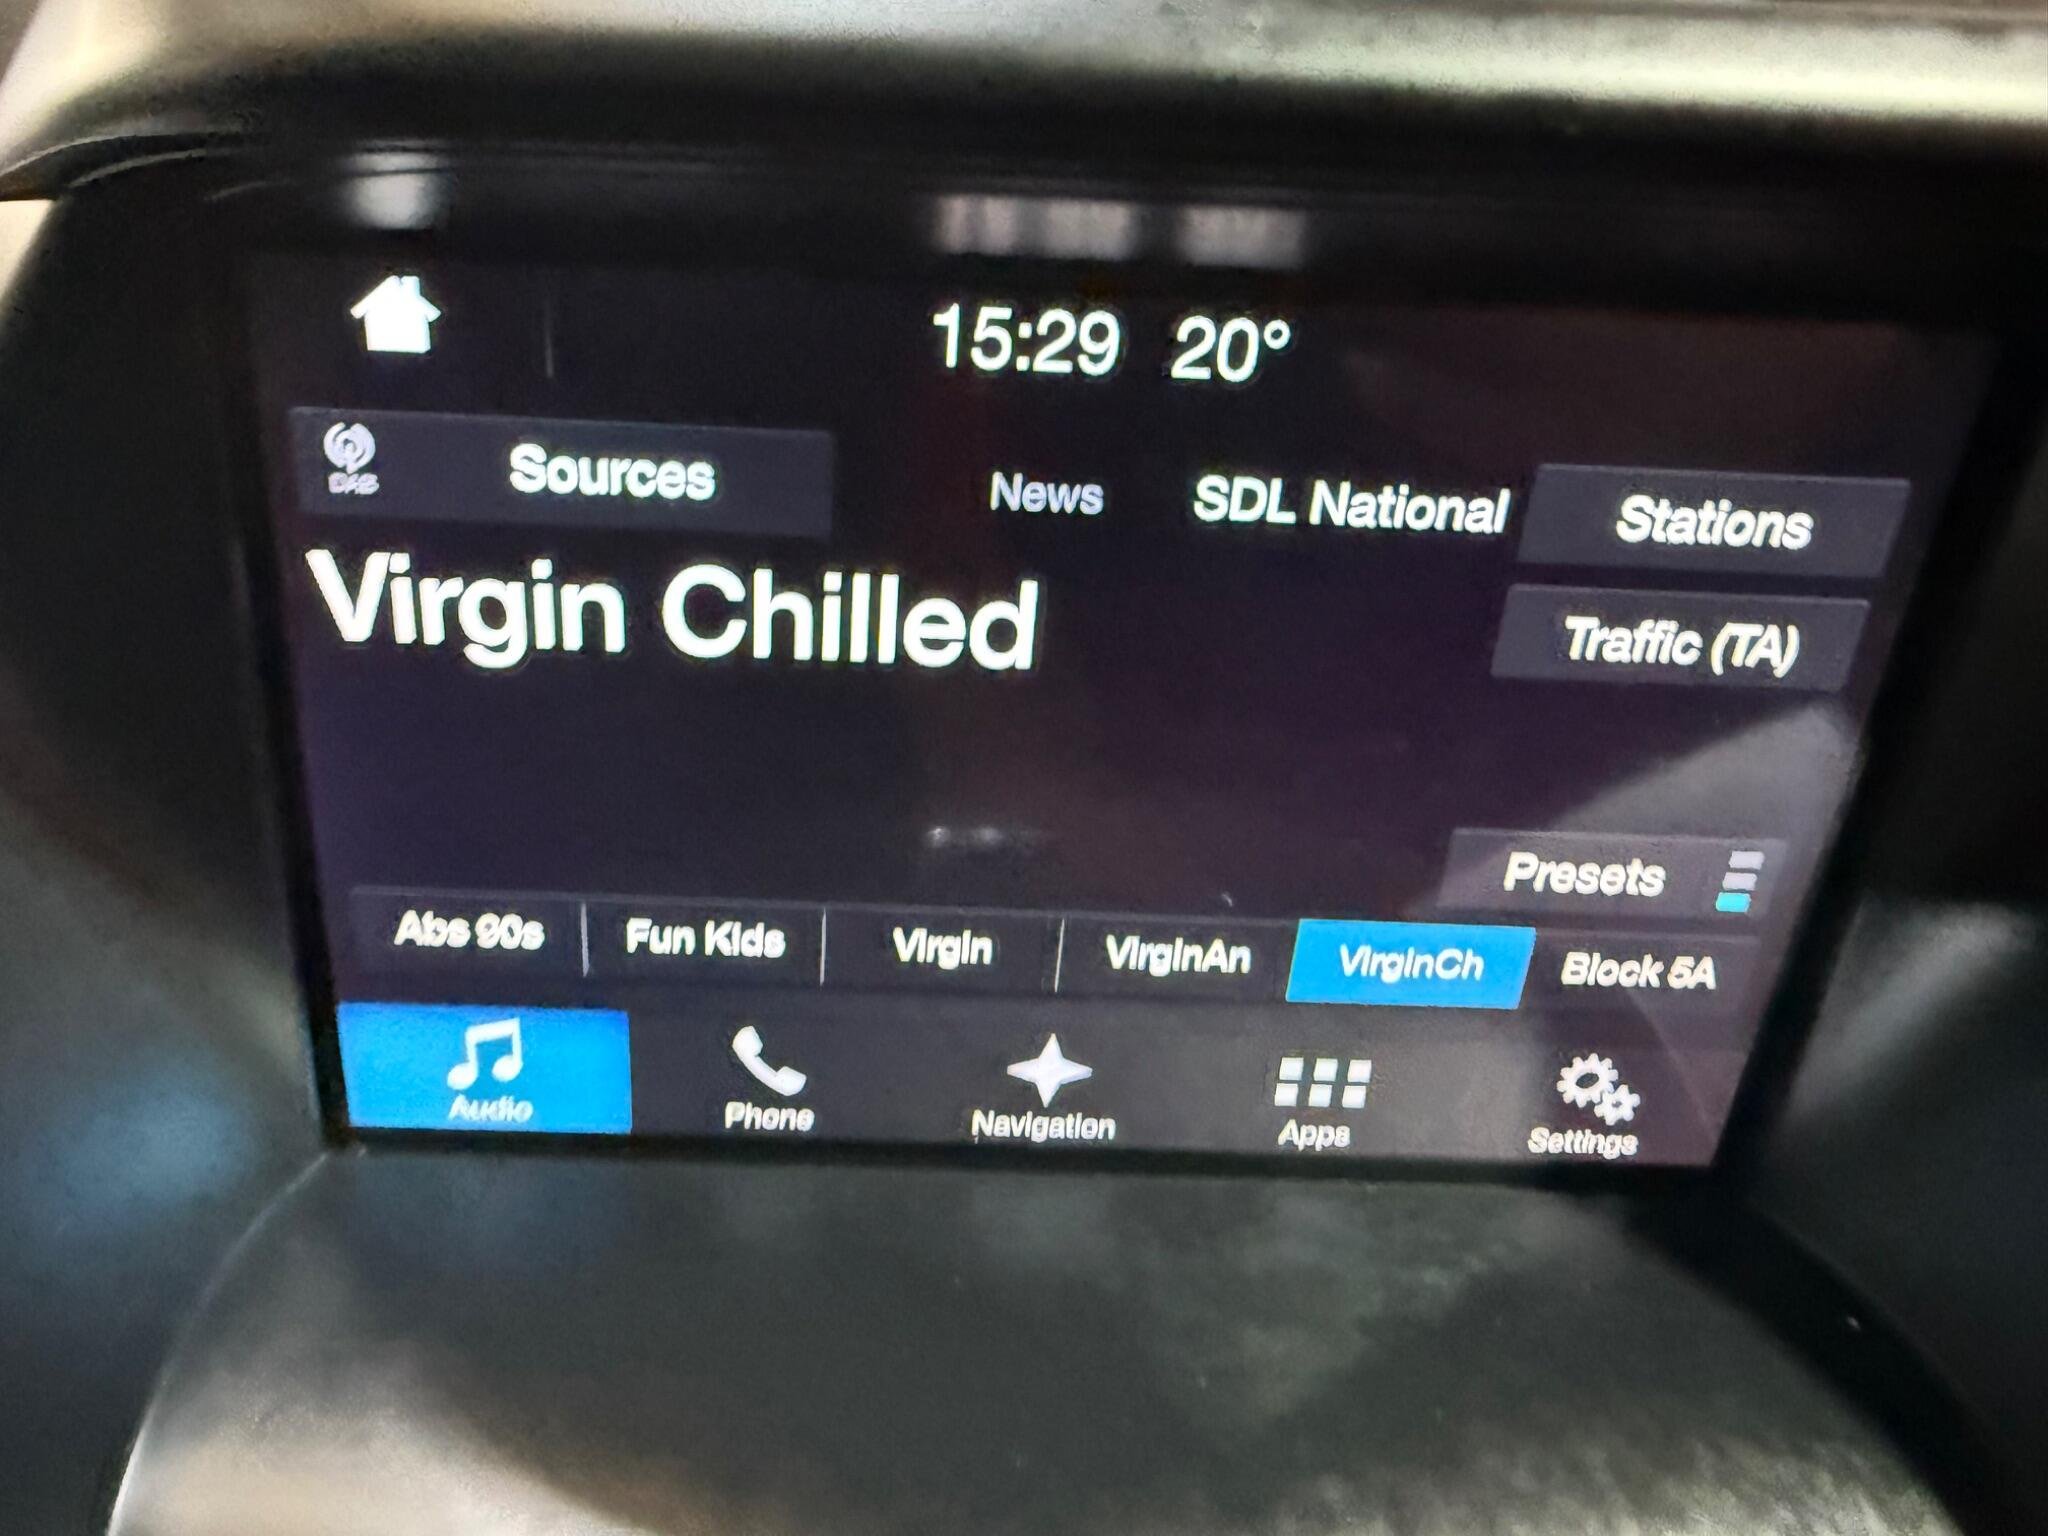 15:29 20°
DAB
Sources
News
SDL National
Stations
Virgin Chilled
Traffic (TA)
Presets
Abs 90s
Fun Kids
Virgin
VirginAn
VirginCh
Block 5A
Audio
Phone
Navigation
Apps
Settings